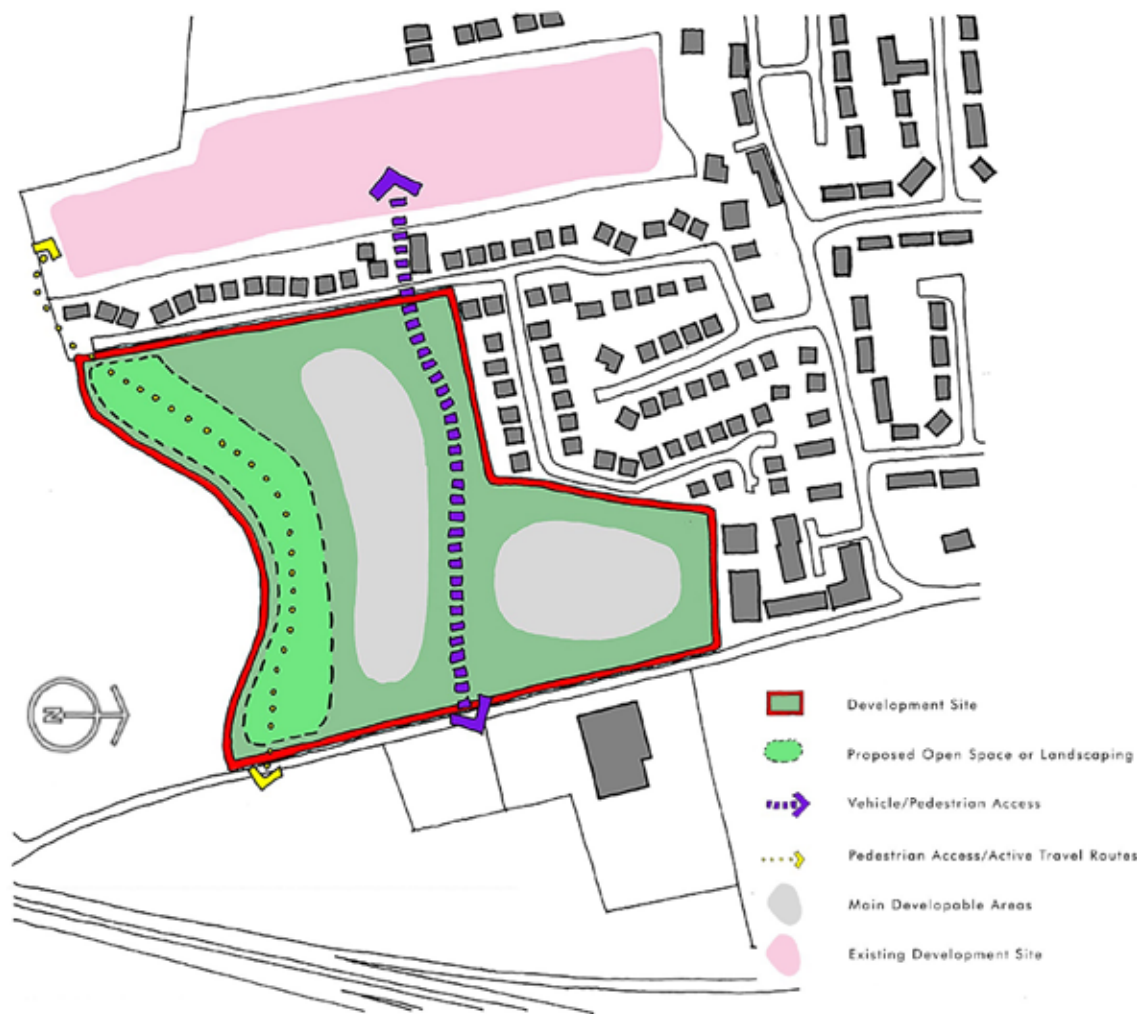 N
Development Site
Proposed Open Space or Landscaping
Vehicle/Pedestrian Access
Pedestrian Access/Active Travel Routes
Main Developable Areas
Existing Development Site